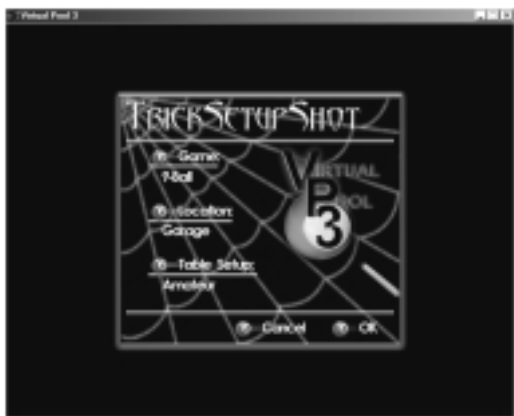 Virtual Pool 3
TrickSetupShot
Game:
9-Ball
VIRTUAL
POOL
3
Location:
Garage
Table Setup:
Amateur
Cancel
OK